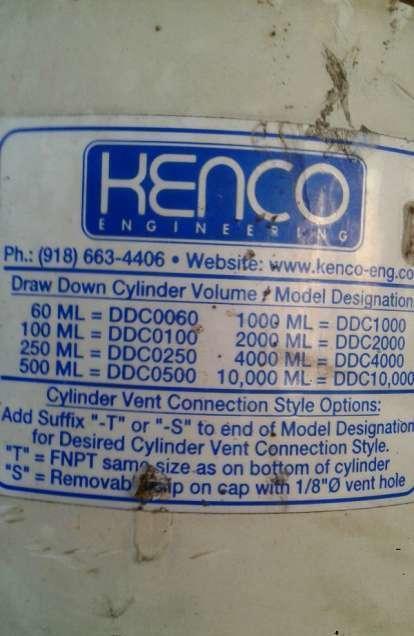 KENCO
ENGINEERING
Ph.: (918) 663-4406 • Website: www.kenco-eng.co
Draw Down Cylinder Volume / Model Designation
60 ML = DDC0060 1000 ML = DDC1000
100 ML = DDC0100 2000 ML = DDC2000
250 ML = DDC0250 4000 ML = DDC4000
500 ML = DDC0500 10,000 ML = DDC10,000
Cylinder Vent Connection Style Options:
Add Suffix "-T" or "-S" to end of Model Designation
for Desired Cylinder Vent Connection Style.
"T" = FNPT same size as on bottom of cylinder
"S" = Removab slip on cap with 1/8"Ø vent hole